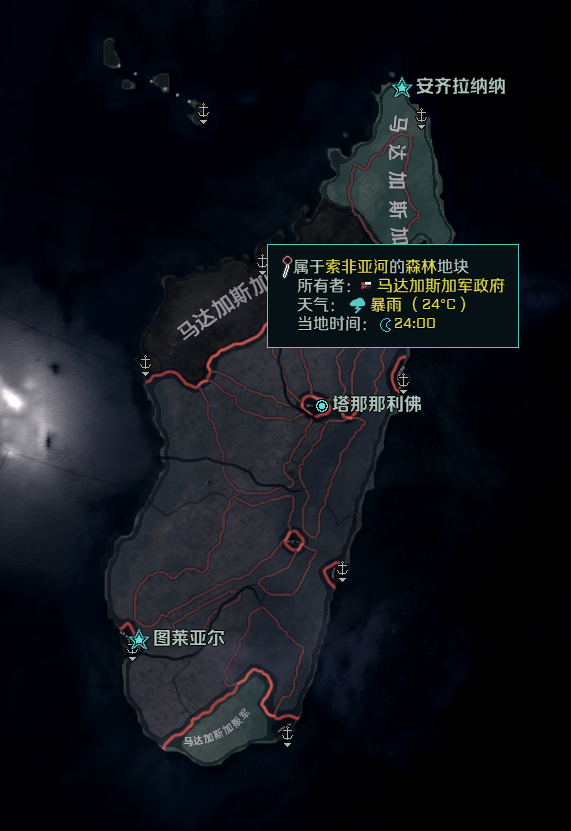 安齐拉纳纳
马达加斯加
属于索非亚河的森林地块
所有者：马达加斯加军政府
天气：暴雨（24°C）
当地时间：24:00
马达加斯加
塔那那利佛
图莱亚尔
马达加斯加叛军